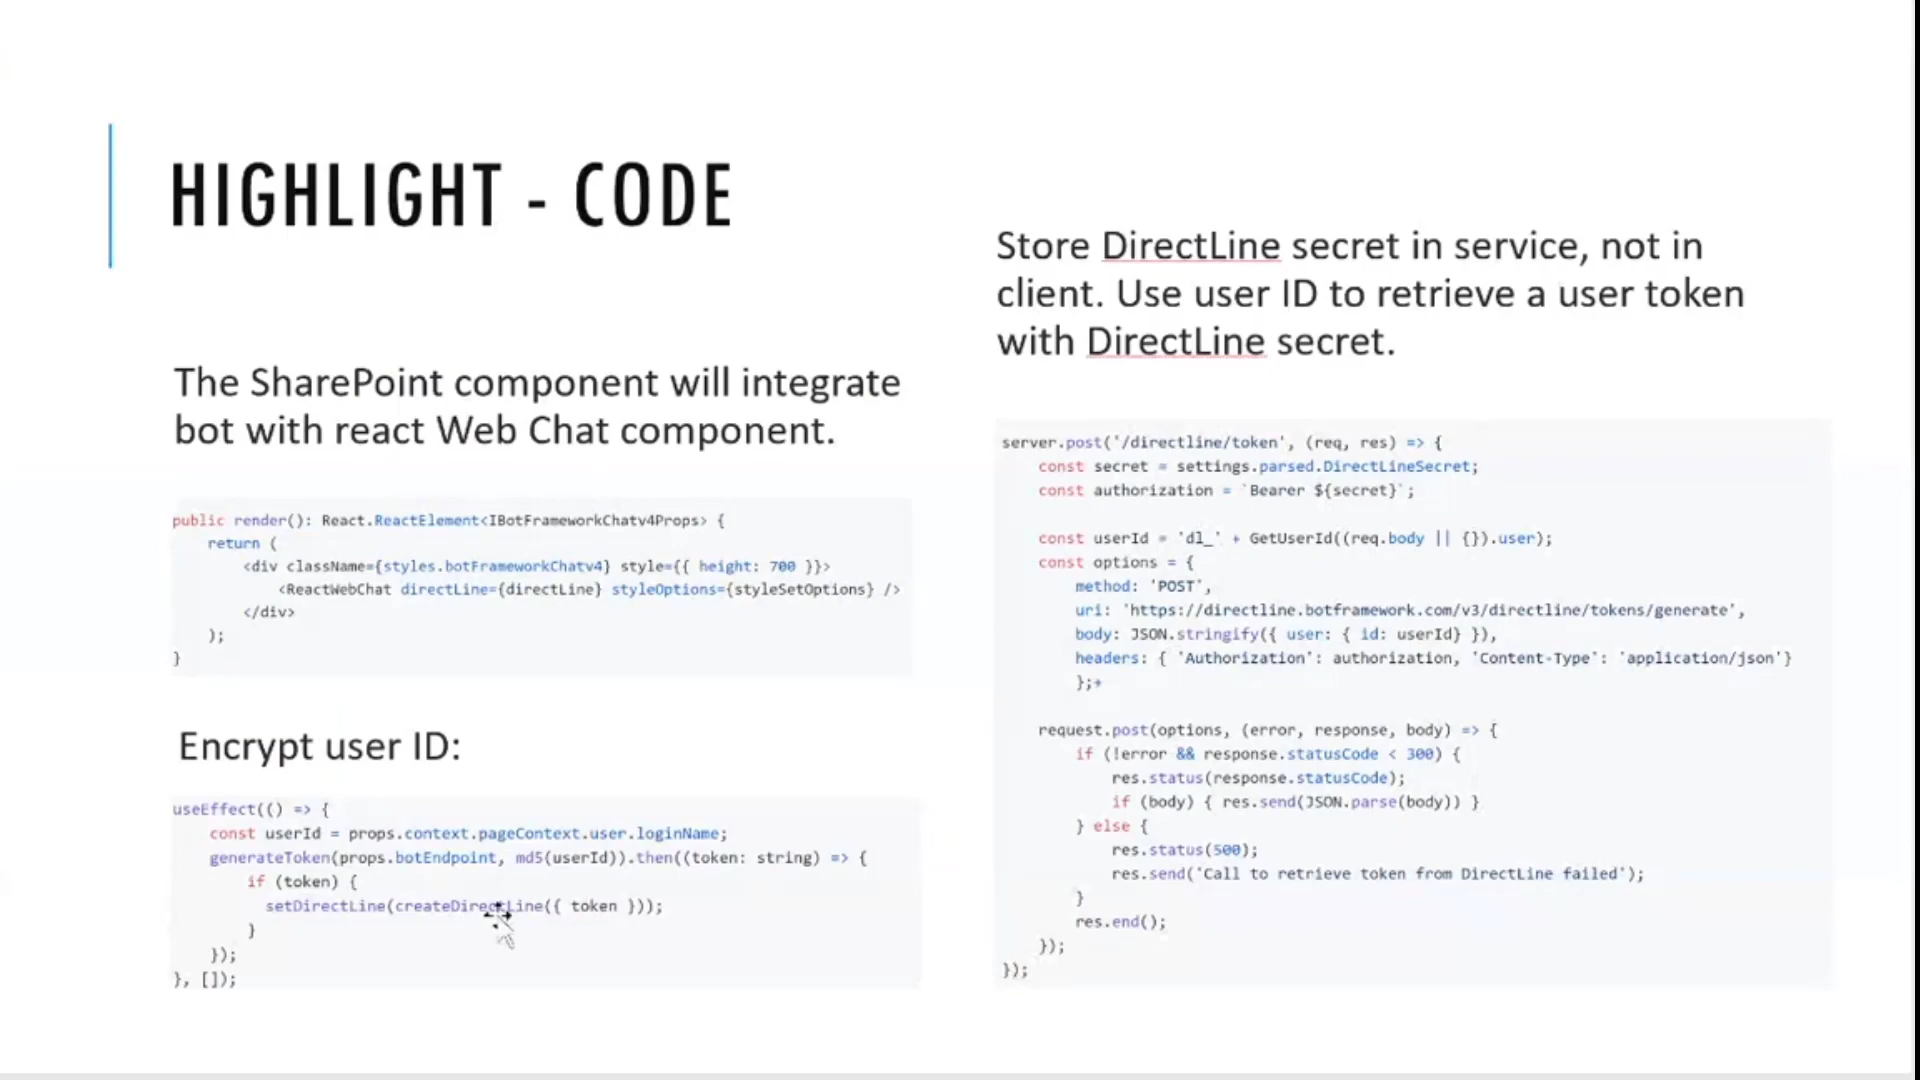 HIGHLIGHT - CODE
The SharePoint component will integrate
bot with react Web Chat component.
public render(): React.ReactElement<IBotFrameworkChatv4Props> {
    return (
        <div className={styles.botFrameworkChatv4} style={{ height: 700 }}>
            <ReactWebChat directLine={directLine} styleOptions={styleSetOptions} />
        </div>
    );
}
Encrypt user ID:
useEffect(() => {
    const userId = props.context.pageContext.user.loginName;
    generateToken(props.botEndpoint, md5(userId)).then((token: string) => {
        if (token) {
          setDirectLine(createDirectLine({ token }));
        }
    });
}, []);
Store DirectLine secret in service, not in
client. Use user ID to retrieve a user token
with DirectLine secret.
server.post('/directline/token', (req, res) => {
    const secret = settings.parsed.DirectLineSecret;
    const authorization = `Bearer ${secret}`;
    const userId = 'dl_' + GetUserId((req.body || {}).user);
    const options = {
        method: 'POST',
        uri: 'https://directline.botframework.com/v3/directline/tokens/generate',
        body: JSON.stringify({ user: { id: userId} }),
        headers: { 'Authorization': authorization, 'Content-Type': 'application/json'}
        };+
    request.post(options, (error, response, body) => {
        if (!error && response.statusCode < 300) {
            res.status(response.statusCode);
            if (body) { res.send(JSON.parse(body)) }
        } else {
            res.status(500);
            res.send('Call to retrieve token from DirectLine failed');
        }
        res.end();
    });
});